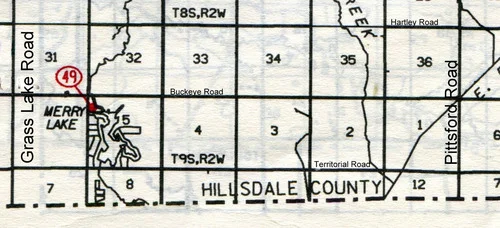 T8S,R2W
Hartley Road
REEK
31
32
33
34
35
36
49
Buckeye Road
Grass Lake Road
MERRY
LAKE
5
4
3
2
1
6
Pittsford Road
E.
T9S,R2W
Territorial Road
7
8
HILLSDALE COUNTY
12
7